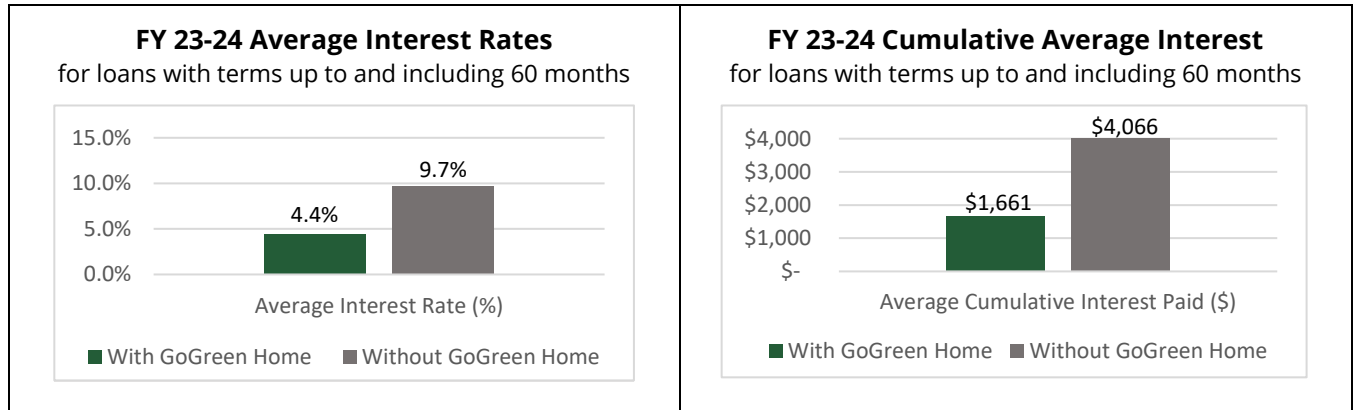 FY 23-24 Average Interest Rates
for loans with terms up to and including 60 months
15.0%
10.0%
5.0%
0.0%
4.4%
9.7%
Average Interest Rate (%)
With GoGreen Home
Without GoGreen Home
FY 23-24 Cumulative Average Interest
for loans with terms up to and including 60 months
$4,000
$3,000
$2,000
$1,000
$-
$1,661
$4,066
Average Cumulative Interest Paid ($)
With GoGreen Home
Without GoGreen Home